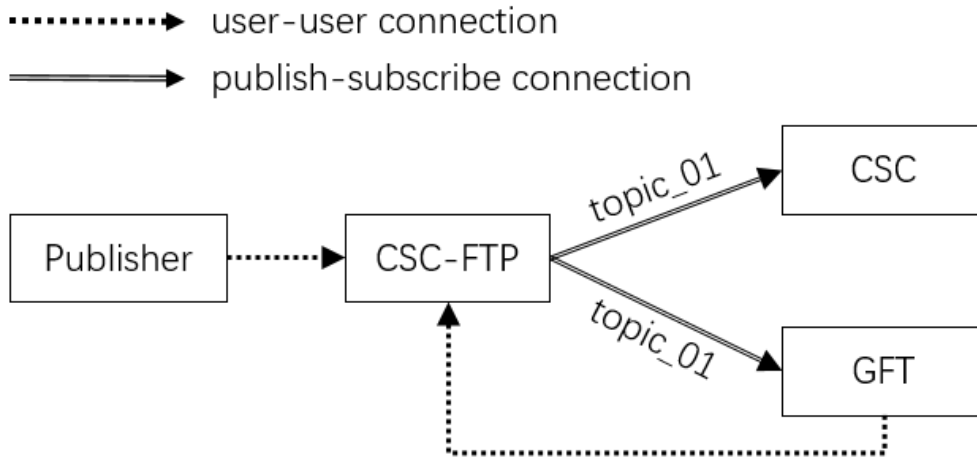 user-user connection
publish-subscribe connection
Publisher
CSC-FTP
topic_01
topic_01
CSC
GFT